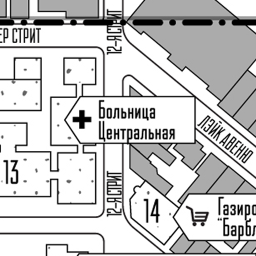 ЕР СТРИТ
12-Я СТРИТ
Больница
Центральная
ЛЭЙК АВЕНЮ
13
12-Я СТРИТ
14
Газиро
"Барбл